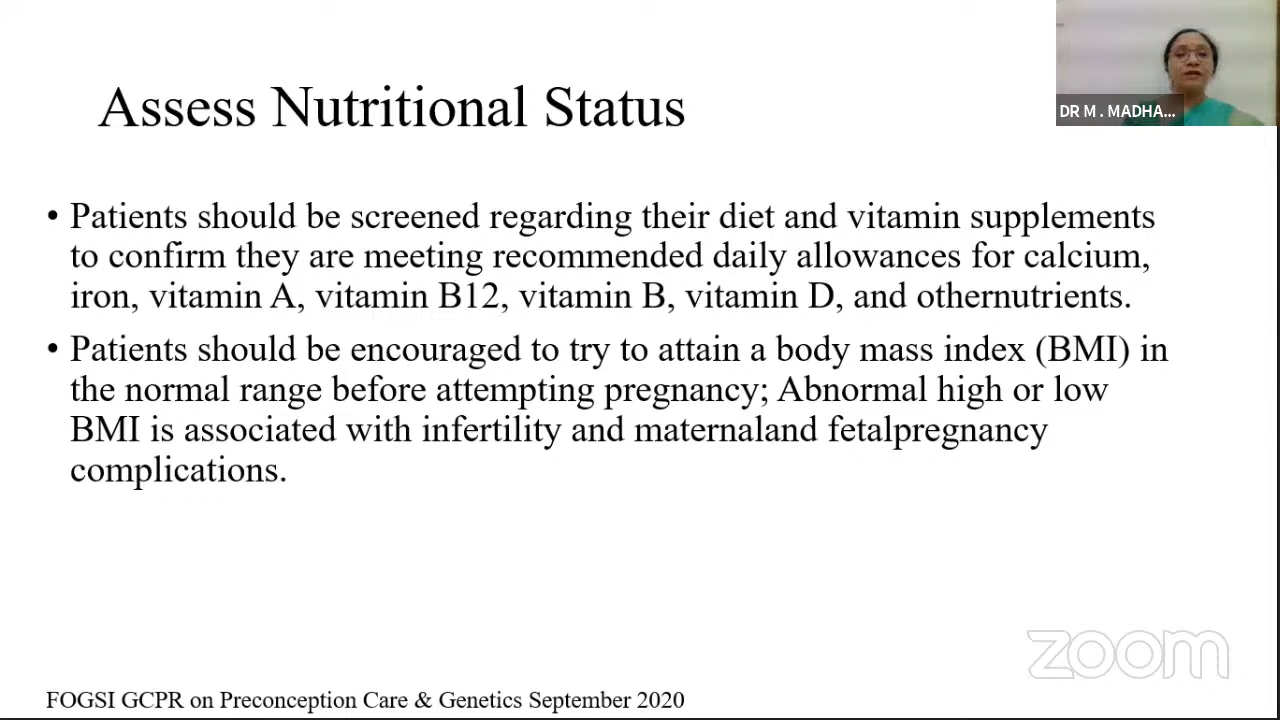 Assess Nutritional Status
DR M . MADHA...
• Patients should be screened regarding their diet and vitamin supplements
to confirm they are meeting recommended daily allowances for calcium,
iron, vitamin A, vitamin B12, vitamin B, vitamin D, and othernutrients.
• Patients should be encouraged to try to attain a body mass index (BMI) in
the normal range before attempting pregnancy; Abnormal high or low
BMI is associated with infertility and maternaland fetalpregnancy
complications.
zoom
FOGSI GCPR on Preconception Care & Genetics September 2020